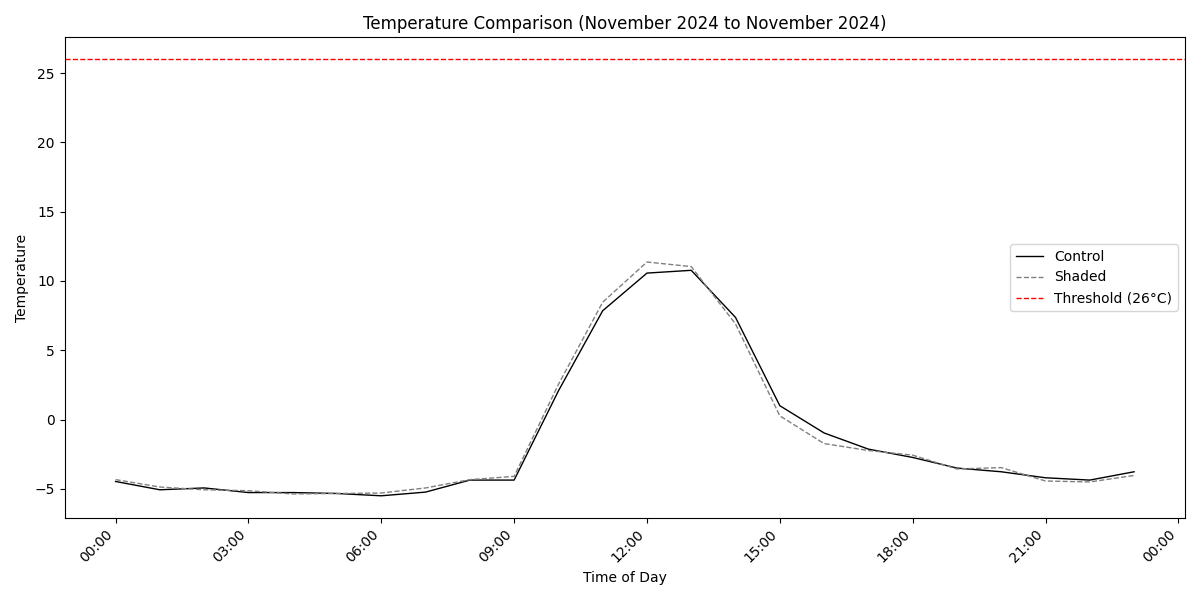 Temperature Comparison (November 2024 to November 2024)
25
20
15
10
5
0
−5
Temperature
Control
Shaded
Threshold (26°C)
00:00
03:00
06:00
09:00
12:00
15:00
18:00
21:00
00:00
Time of Day